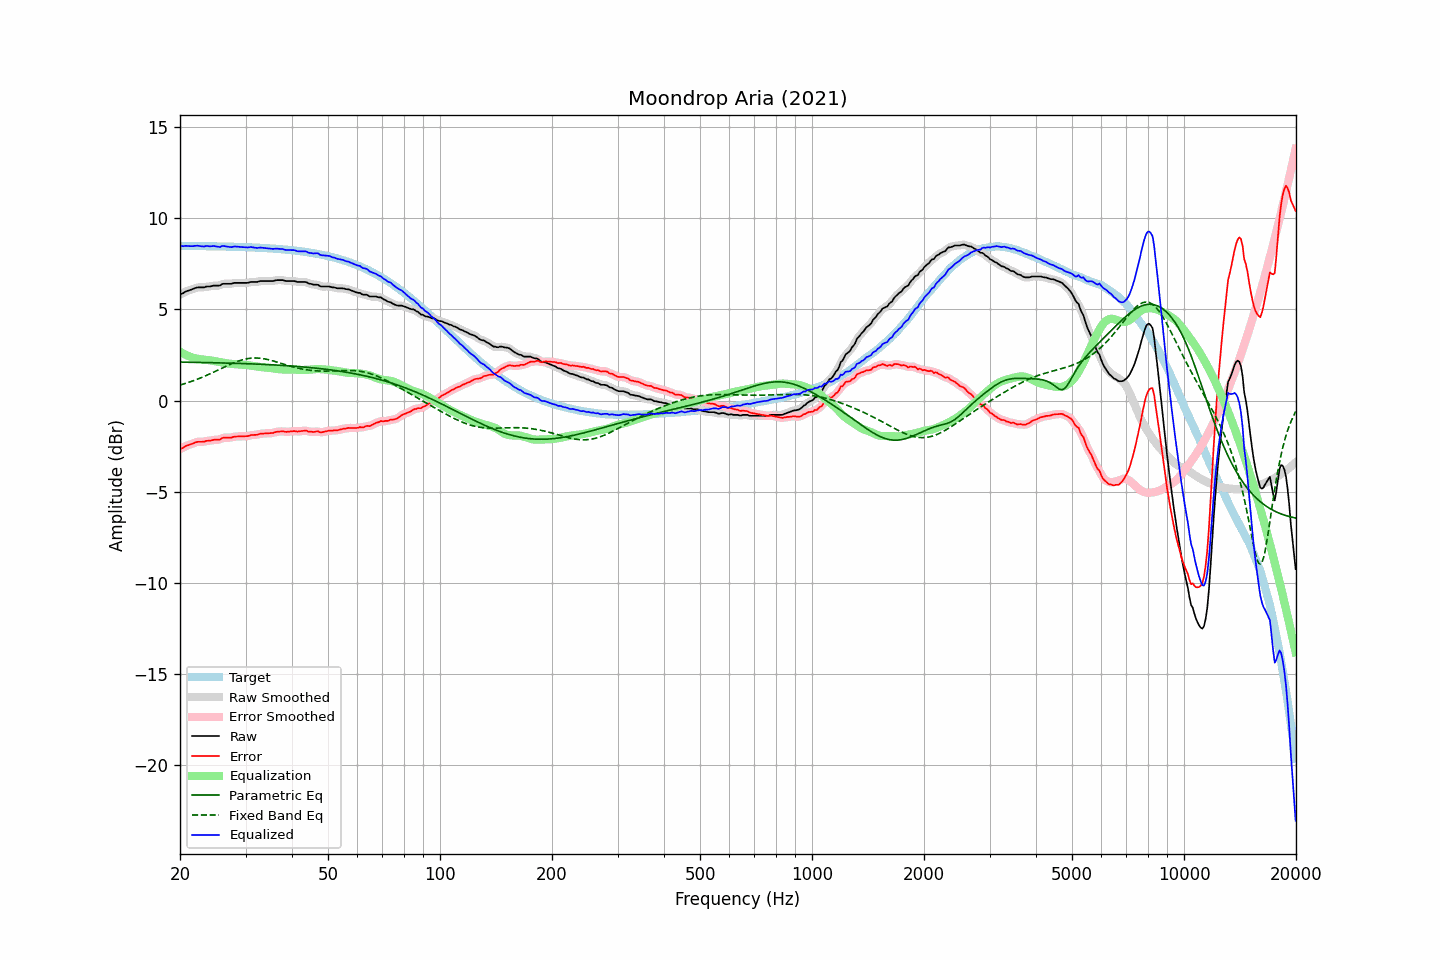 Moondrop Aria (2021)
15
10
5
0
−5
−10
−15
−20
Amplitude (dBr)
Target
Raw Smoothed
Error Smoothed
Raw
Error
Equalization
Parametric Eq
Fixed Band Eq
Equalized
20 50 100 200 500 1000 2000 5000 10000 20000
Frequency (Hz)